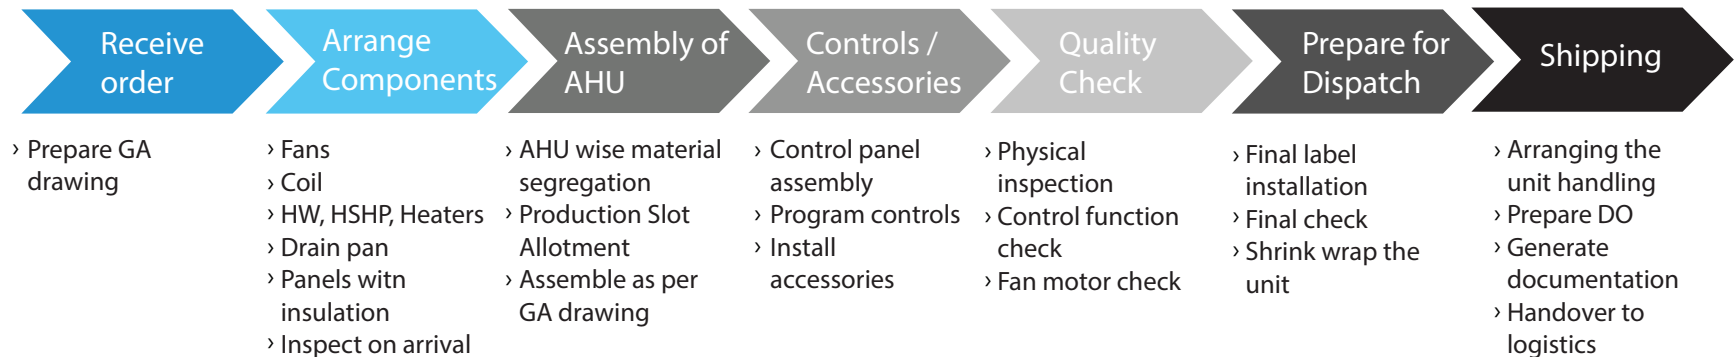 Receive
order
Arrange
Components
Assembly of
AHU
Controls /
Accessories
Quality
Check
Prepare for
Dispatch
Shipping
› Prepare GA
drawing
› Fans
› Coil
› HW, HSHP, Heaters
› Drain pan
› Panels witn
insulation
› Inspect on arrival
› AHU wise material
segregation
› Production Slot
Allotment
› Assemble as per
GA drawing
› Control panel
assembly
› Program controls
› Install
accessories
› Physical
inspection
› Control function
check
› Fan motor check
› Final label
installation
› Final check
› Shrink wrap the
unit
› Arranging the
unit handling
› Prepare DO
› Generate
documentation
› Handover to
logistics